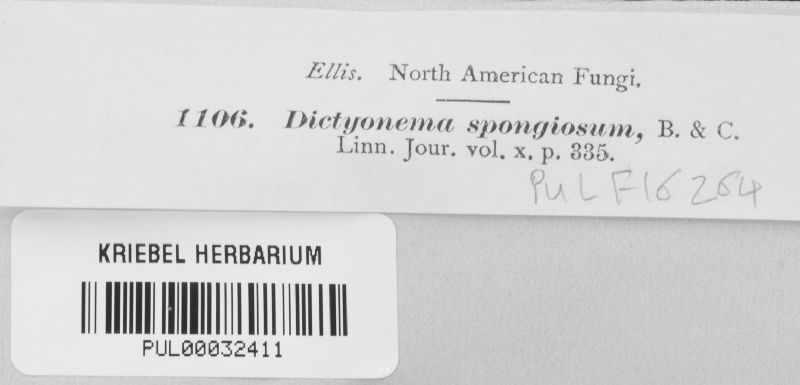 Ellis. North American Fungi.
1106. Dictyonema spongiosum, B. & C.
Linn. Jour. vol. x. p. 335.
PUL F16264
KRIEBEL HERBARIUM
PUL00032411